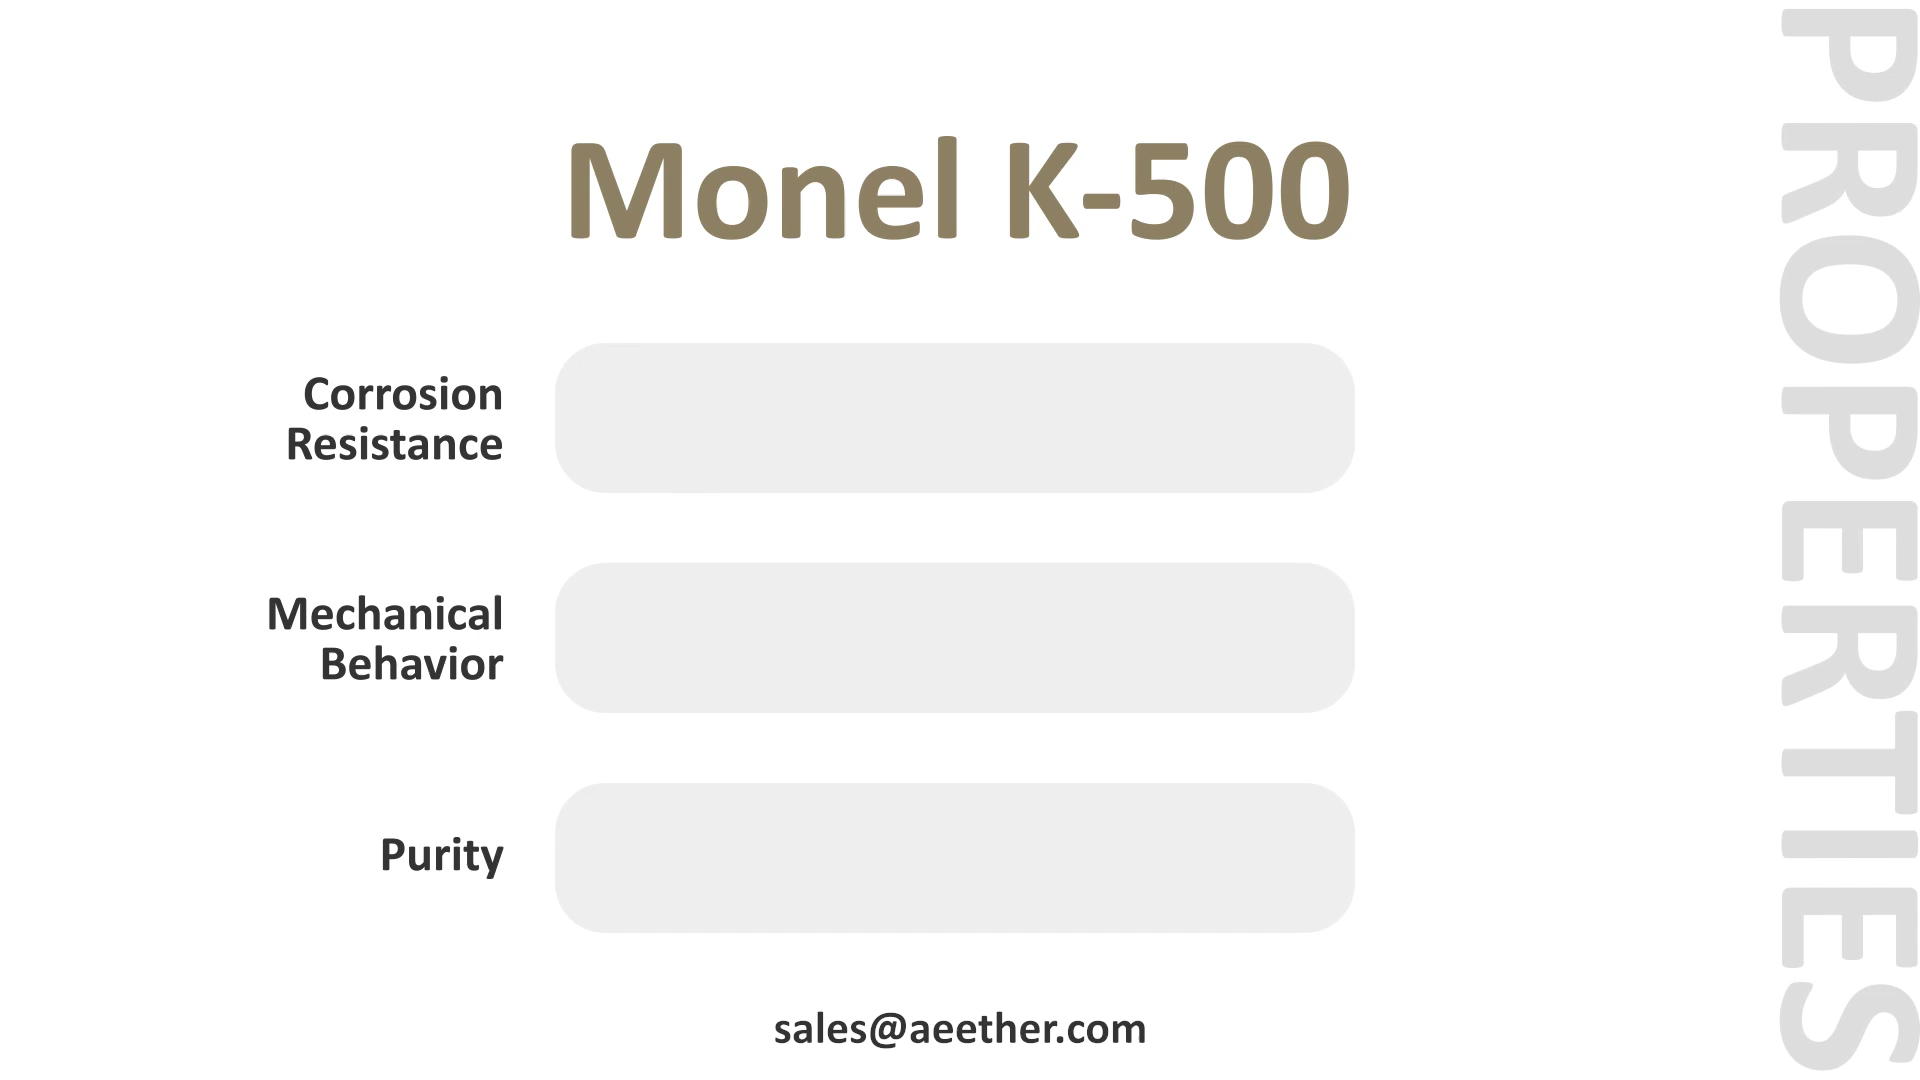 Monel K-500
Corrosion
Resistance
Mechanical
Behavior
Purity
sales@aeether.com
PROPERTIES